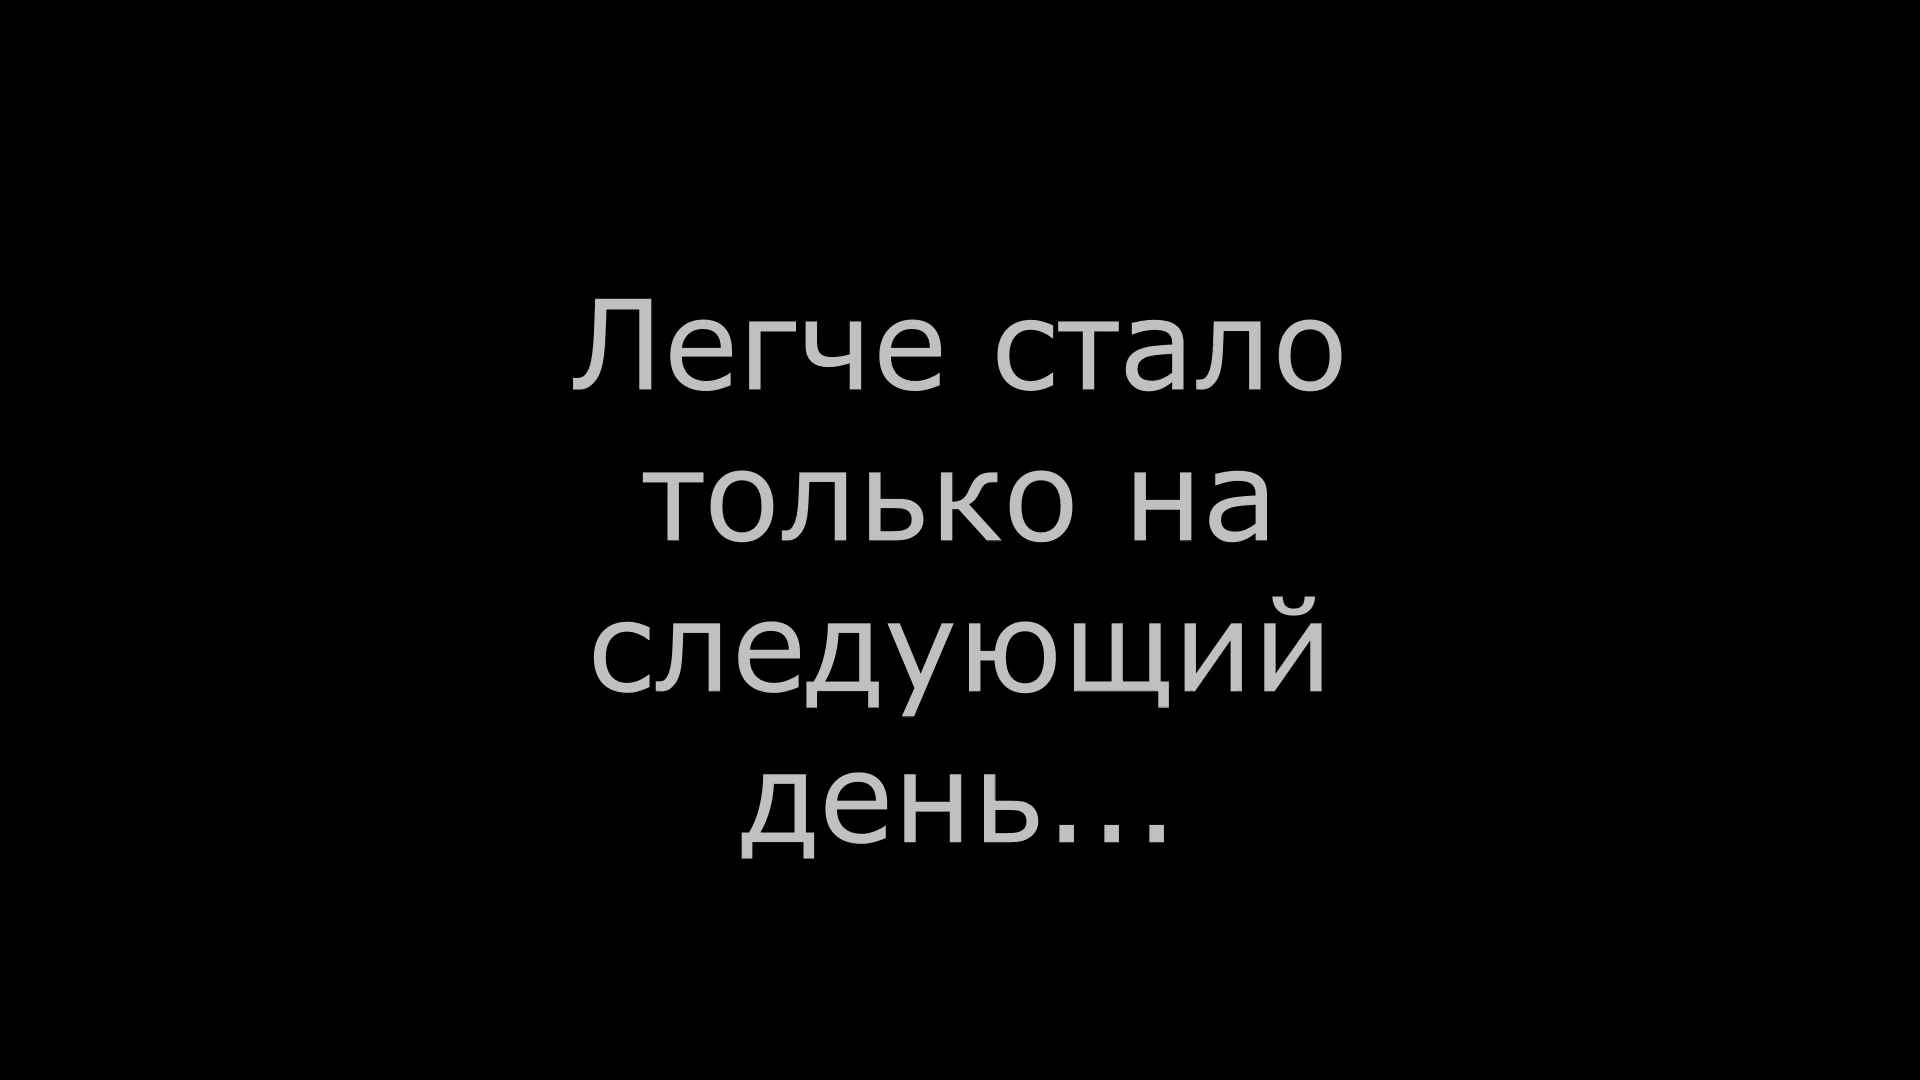 Легче стало
только на
следующий
день...